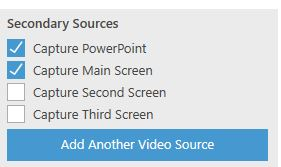 Secondary Sources
Capture PowerPoint
Capture Main Screen
Capture Second Screen
Capture Third Screen
Add Another Video Source